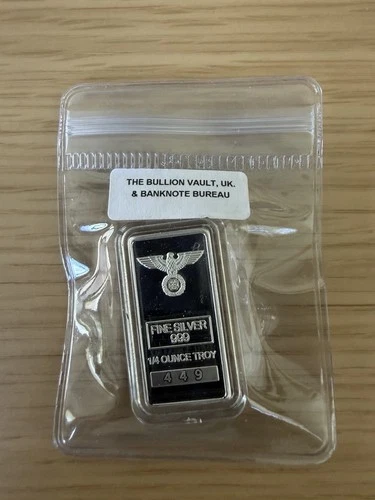 THE BULLION VAULT, UK.
& BANKNOTE BUREAU
FINE SILVER
999
1/4 OUNCE TROY
449